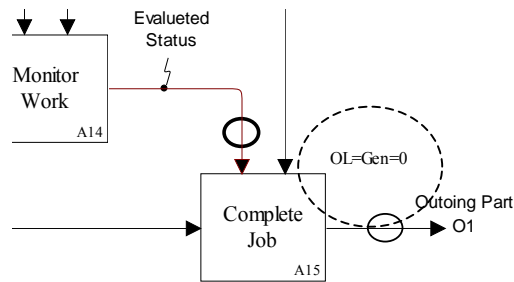 Evalueted
Status
Monitor
Work
A14
OL=Gen=0
Outoing Part
O1
Complete
Job
A15